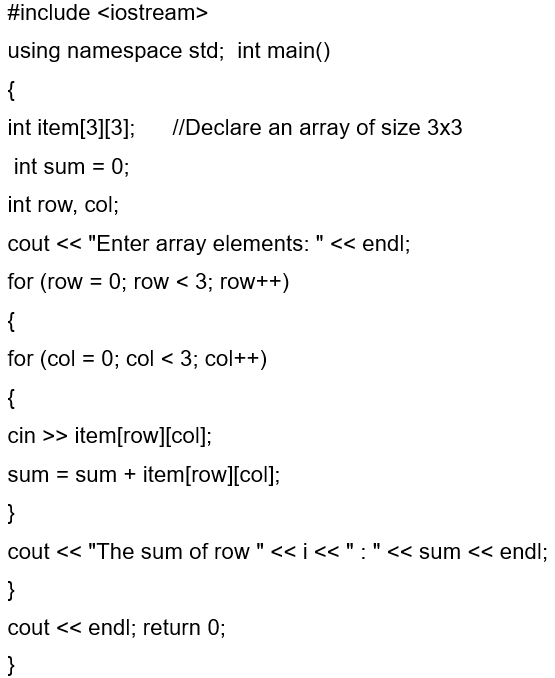 #include <iostream>
using namespace std;  int main()
{
int item[3][3];      //Declare an array of size 3x3
 int sum = 0;
int row, col;
cout << "Enter array elements: " << endl;
for (row = 0; row < 3; row++)
{
for (col = 0; col < 3; col++)
{
cin >> item[row][col];
sum = sum + item[row][col];
}
cout << "The sum of row " << i << " : " << sum << endl;
}
cout << endl; return 0;
}